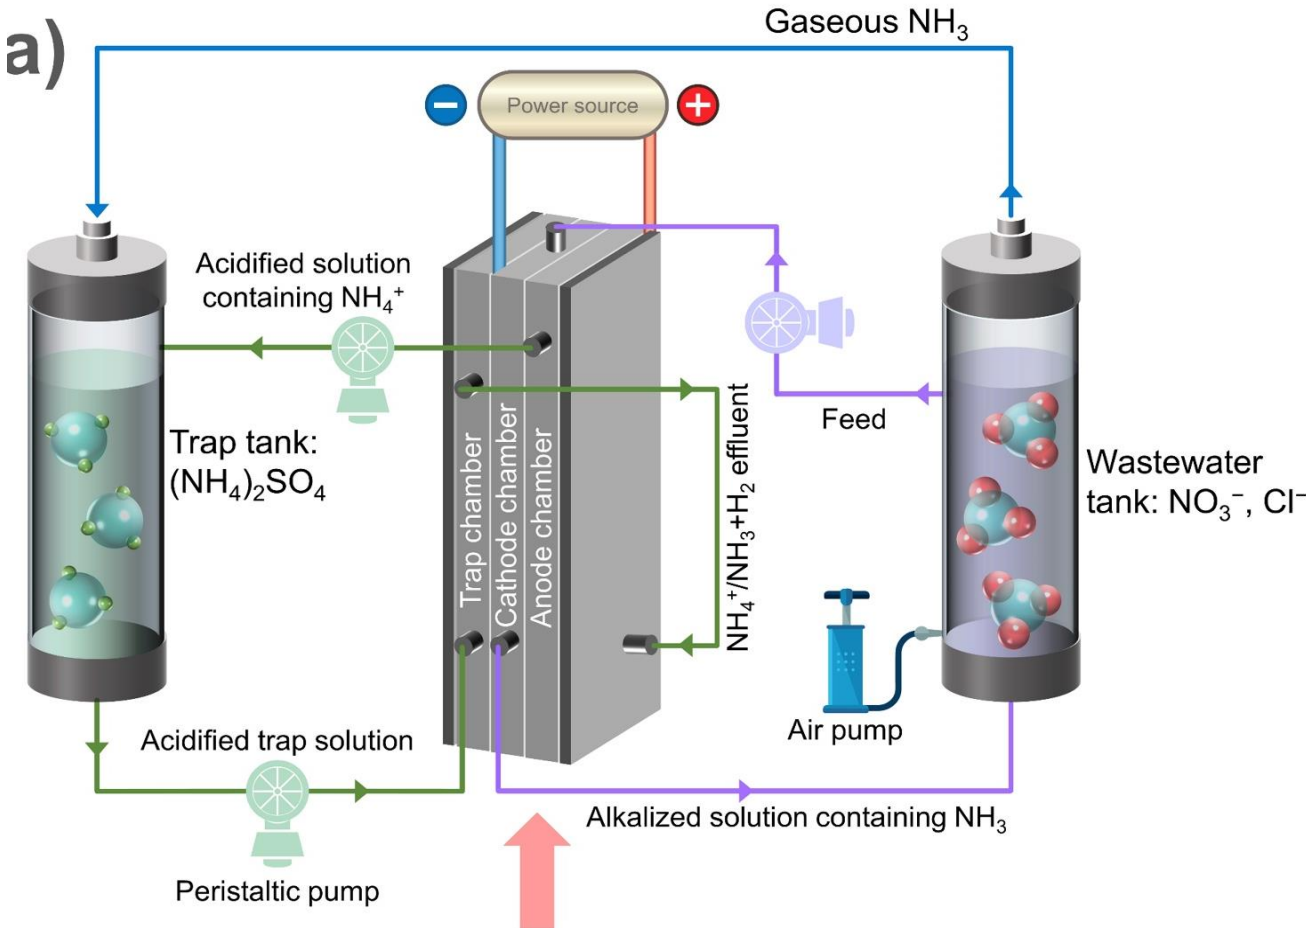 a)
Gaseous NH₃
−
Power source
+
Acidified solution
containing NH₄⁺
Feed
Trap tank:
(NH₄)₂SO₄
Trap chamber
Cathode chamber
Anode chamber
NH₄⁺/NH₃+H₂ effluent
Wastewater
tank: NO₃⁻, Cl⁻
Air pump
Acidified trap solution
Alkalized solution containing NH₃
Peristaltic pump